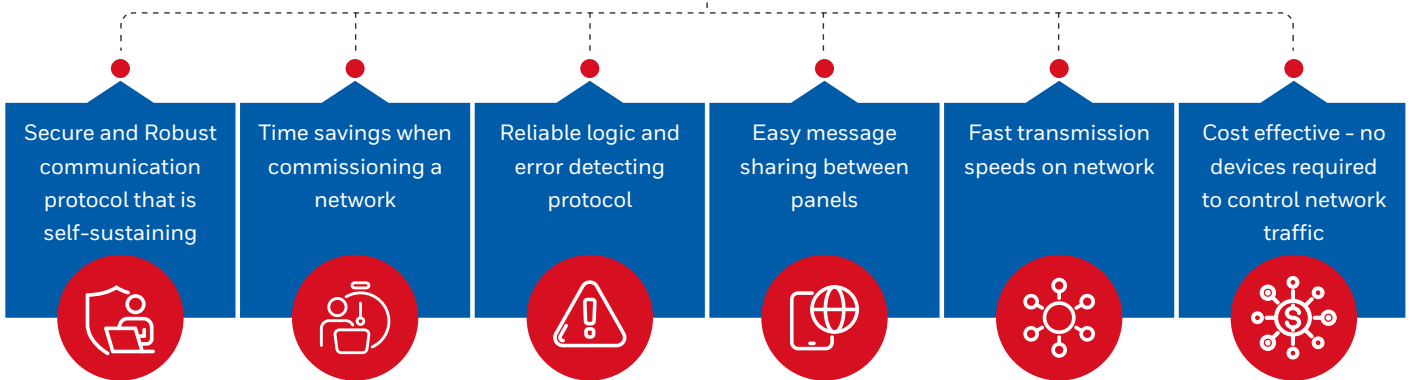 Secure and Robust
communication
protocol that is
self-sustaining
Time savings when
commissioning a
network
Reliable logic and
error detecting
protocol
Easy message
sharing between
panels
Fast transmission
speeds on network
Cost effective - no
devices required
to control network
traffic
$